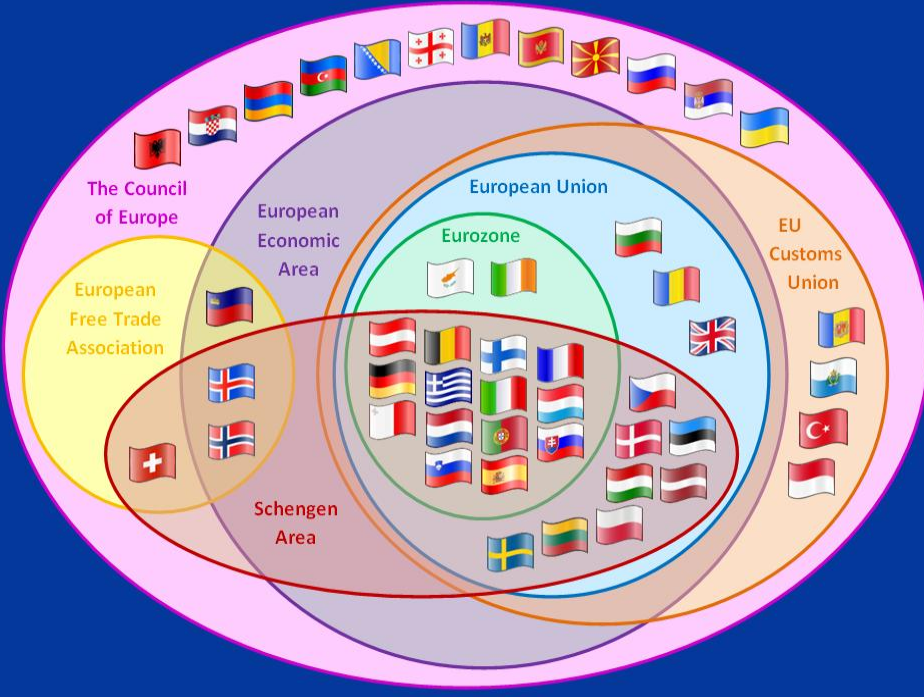 The Council
of Europe
European
Economic
Area
European Union
Eurozone
EU
Customs
Union
European
Free Trade
Association
Schengen
Area